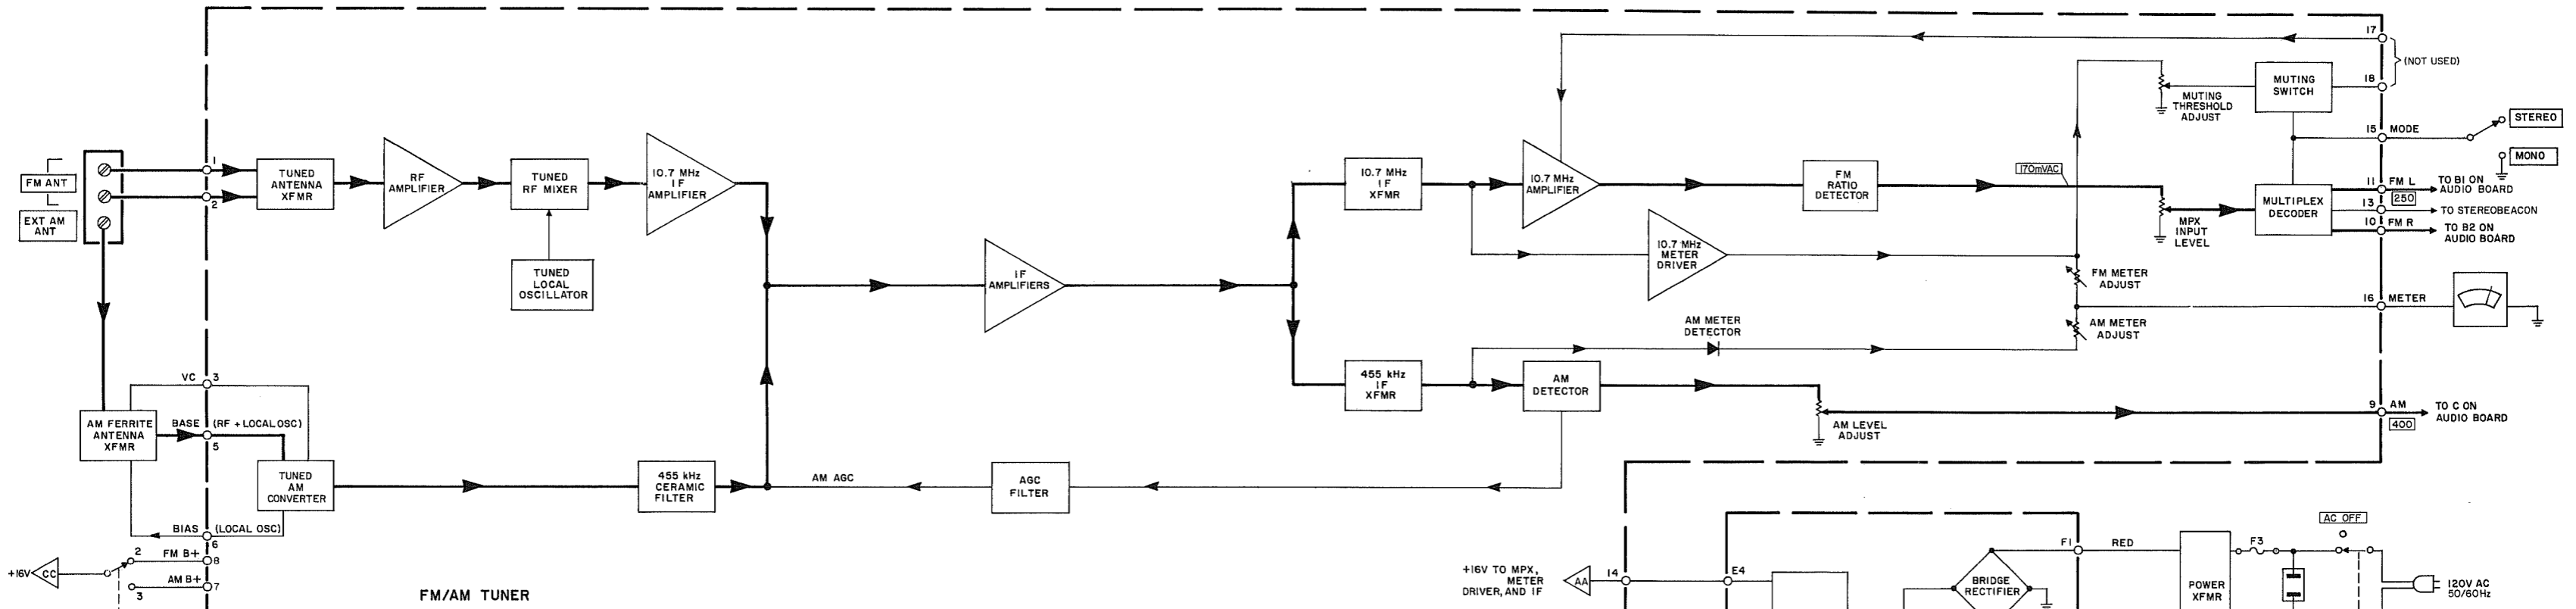 17
(NOT USED)
18
MUTING
SWITCH
MUTING
THRESHOLD
ADJUST
15 MODE
STEREO
MONO
FM ANT
EXT AM
ANT
1
2
TUNED
ANTENNA
XFMR
RF
AMPLIFIER
TUNED
RF MIXER
10.7 MHz
IF
AMPLIFIER
TUNED
LOCAL
OSCILLATOR
IF
AMPLIFIERS
10.7 MHz
IF
XFMR
10.7 MHz
AMPLIFIER
FM
RATIO
DETECTOR
170mVAC
MPX
INPUT
LEVEL
MULTIPLEX
DECODER
11 FM L
250
TO B1 ON
AUDIO BOARD
13
TO STEREOBEACON
10 FM R
TO B2 ON
AUDIO BOARD
10.7 MHz
METER
DRIVER
FM METER
ADJUST
16 METER
AM METER
ADJUST
AM METER
DETECTOR
VC
3
AM FERRITE
ANTENNA
XFMR
BASE
(RF + LOCAL OSC)
5
TUNED
AM
CONVERTER
BIAS
(LOCAL OSC)
6
455 kHz
CERAMIC
FILTER
AM AGC
AGC
FILTER
455 kHz
IF
XFMR
AM
DETECTOR
AM LEVEL
ADJUST
9 AM
400
TO C ON
AUDIO BOARD
+16V
CC
2
FM B+
8
AM B+
7
3
FM/AM TUNER
+16V TO MPX,
METER
DRIVER, AND IF
AA
14
E4
BRIDGE
RECTIFIER
F1
RED
POWER
XFMR
F3
AC OFF
120V AC
50/60Hz